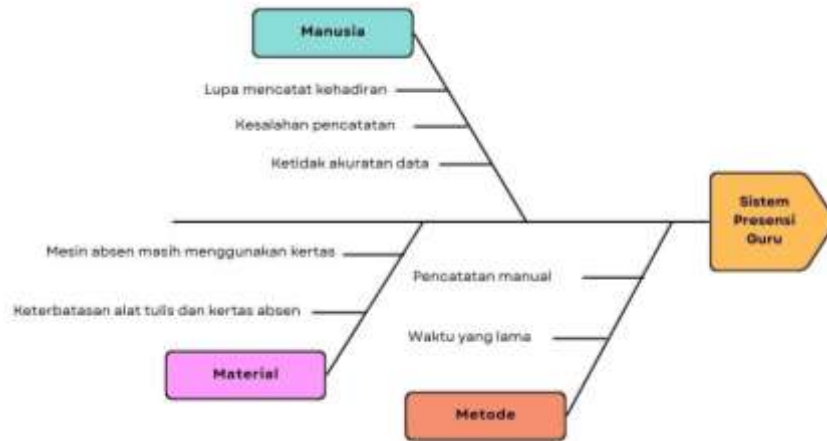 Manusia
Lupa mencatat kehadiran
Kesalahan pencatatan
Ketidak akuratan data
Sistem
Presensi
Guru
Mesin absen masih menggunakan kertas
Pencatatan manual
Keterbatasan alat tulis dan kertas absen
Waktu yang lama
Material
Metode